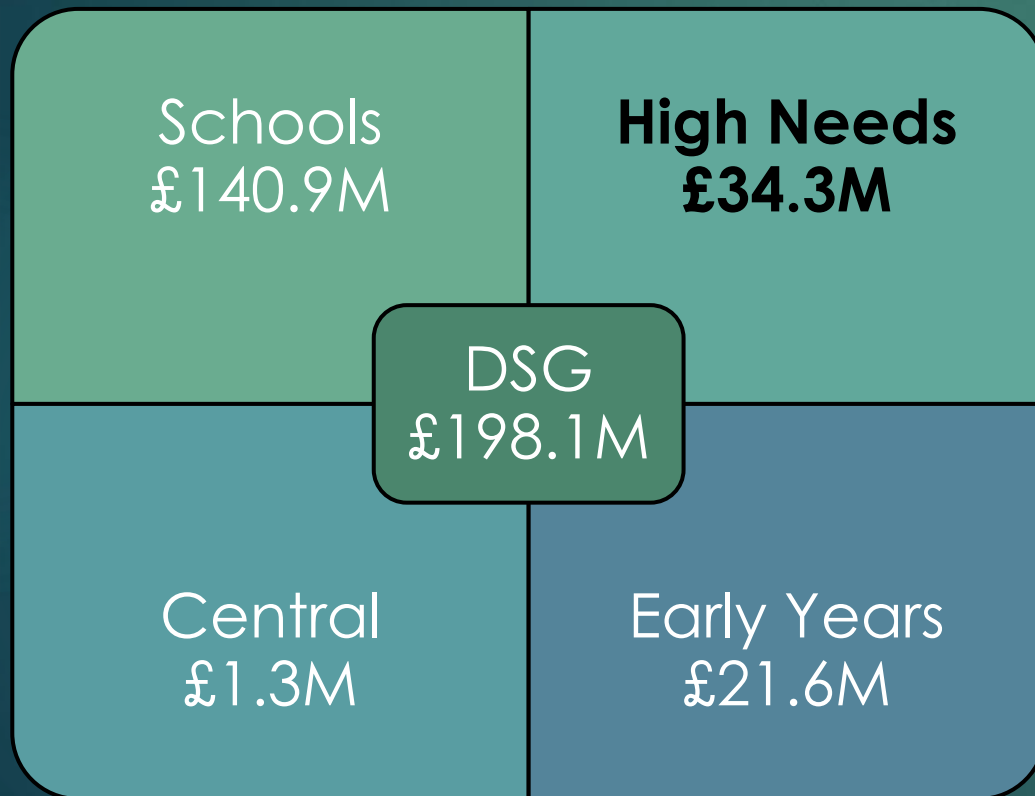 Schools
£140.9M
High Needs
£34.3M
DSG
£198.1M
Central
£1.3M
Early Years
£21.6M